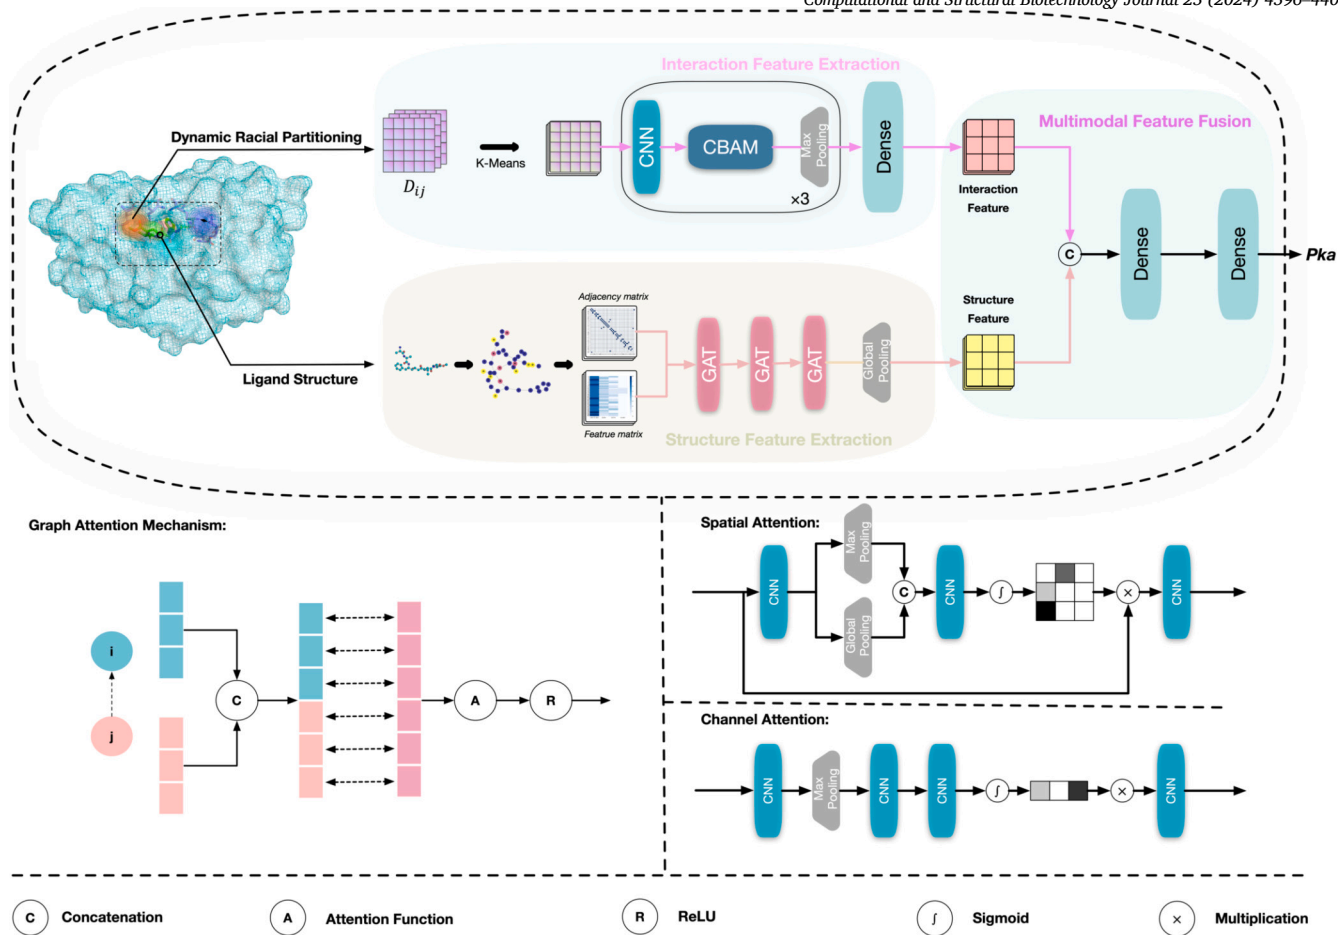 Computational and Structural Biotechnology Journal 23 (2024) 4396–440
Interaction Feature Extraction
Dynamic Racial Partitioning
D_ij
K-Means
CNN
CBAM
Max Pooling
×3
Dense
Interaction
Feature
Multimodal Feature Fusion
C
Dense
Dense
Pka
Structure
Feature
Ligand Structure
Adjacency matrix
Featrue matrix
GAT
GAT
GAT
Global Pooling
Structure Feature Extraction
Graph Attention Mechanism:
i
j
C
A
R
Spatial Attention:
CNN
Max Pooling
Global Pooling
C
CNN
∫
×
CNN
Channel Attention:
CNN
Max Pooling
CNN
CNN
∫
×
CNN
C Concatenation
A Attention Function
R ReLU
∫ Sigmoid
× Multiplication